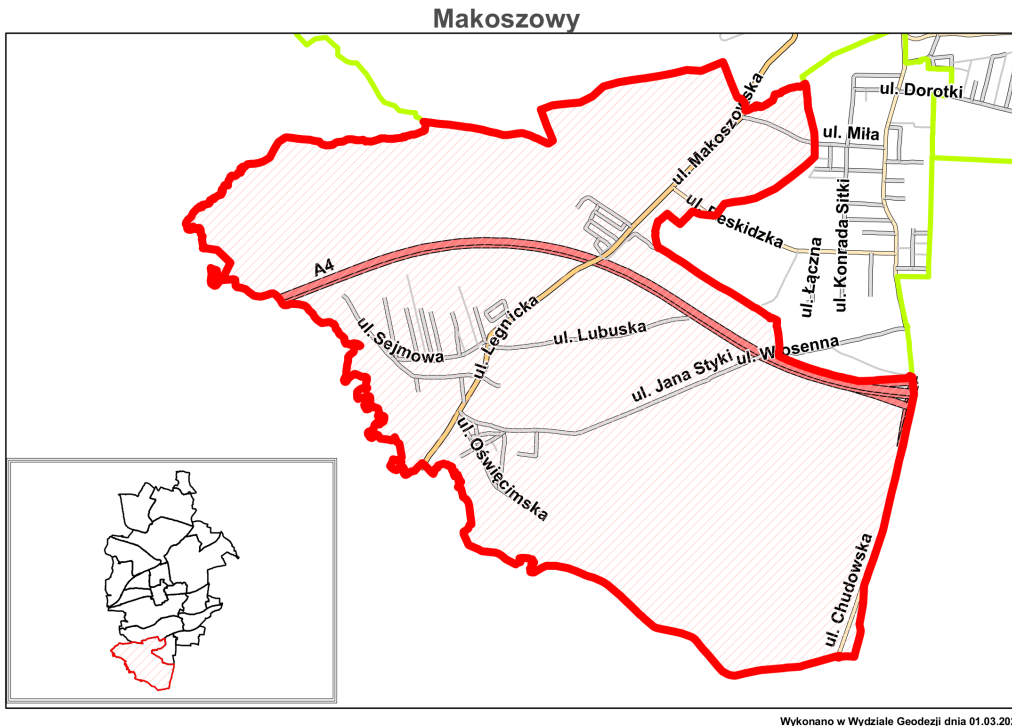 Makoszowy
ul. Dorotki
ul. Makoszowska
ul. Miła
ul. Beskidzka
ul. Konrada Sitki
ul. Łączna
A4
ul. Legnicka
ul. Sejmowa
ul. Lubuska
ul. Wiosenna
ul. Jana Styki
ul. Oświęcimska
ul. Chudowska
Wykonano w Wydziale Geodezji dnia 01.03.20